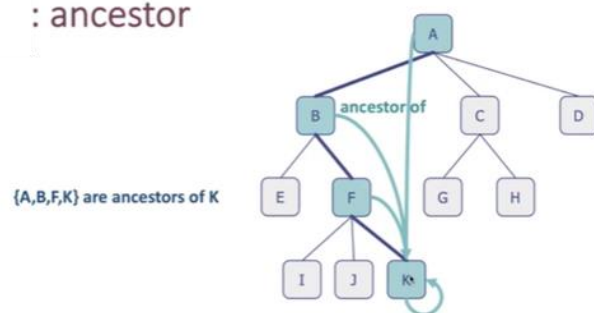 : ancestor
A
ancestor of
B
C
D
{A,B,F,K} are ancestors of K
E
F
G
H
I
J
K